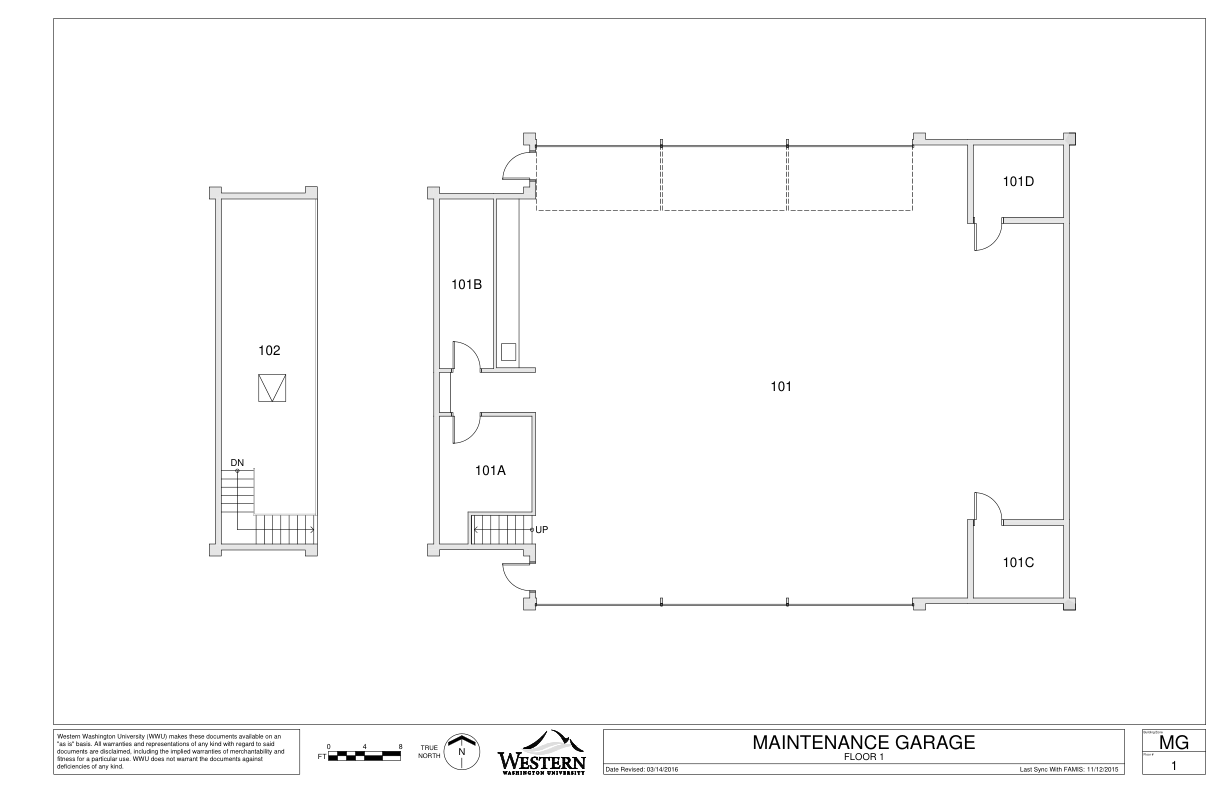 101D
101B
102
101
DN
101A
UP
101C
Western Washington University (WWU) makes these documents available on an
"as is" basis. All warranties and representations of any kind with regard to said
documents are disclaimed, including the implied warranties of merchantability and
fitness for a particular use. WWU does not warrant the documents against
deficiencies of any kind.
0 4 8
FT
TRUE
NORTH
N
WESTERN
WASHINGTON UNIVERSITY
MAINTENANCE GARAGE
FLOOR 1
Date Revised: 03/14/2016
Last Sync With FAMIS: 11/12/2015
MG
1